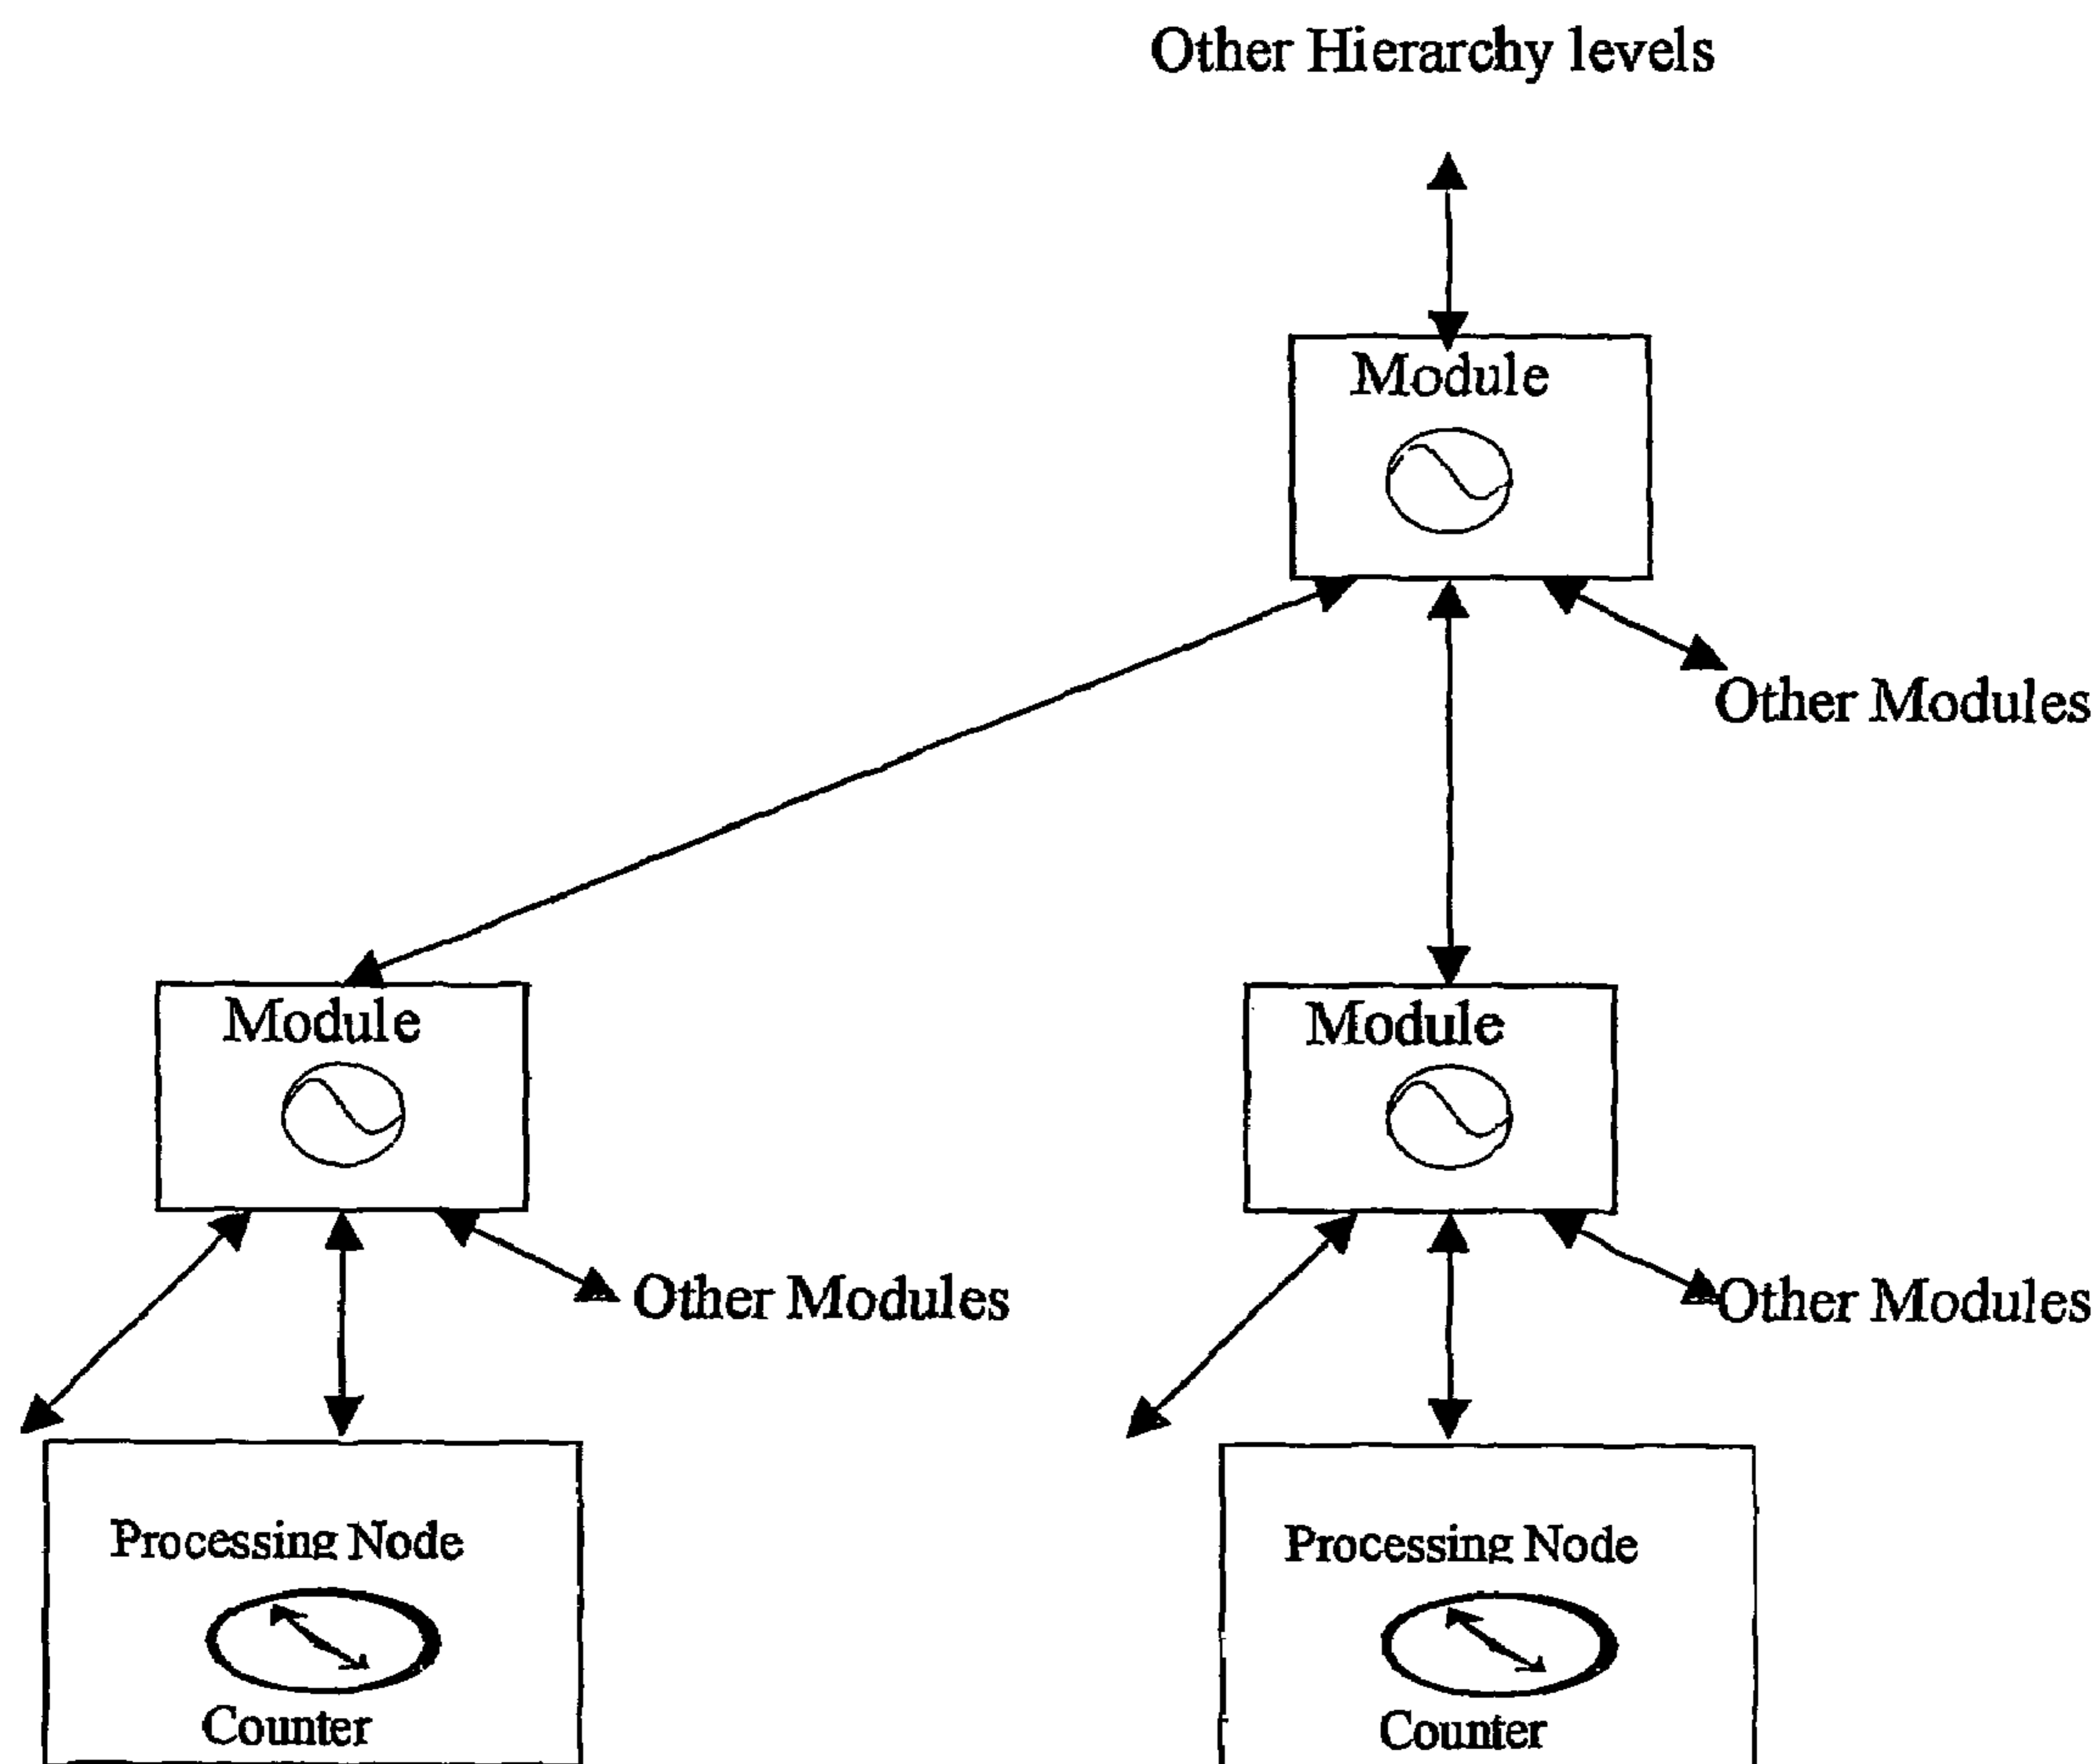 Other Hierarchy levels
Module
Other Modules
Module
Module
Other Modules
Other Modules
Processing Node
Processing Node
Counter
Counter